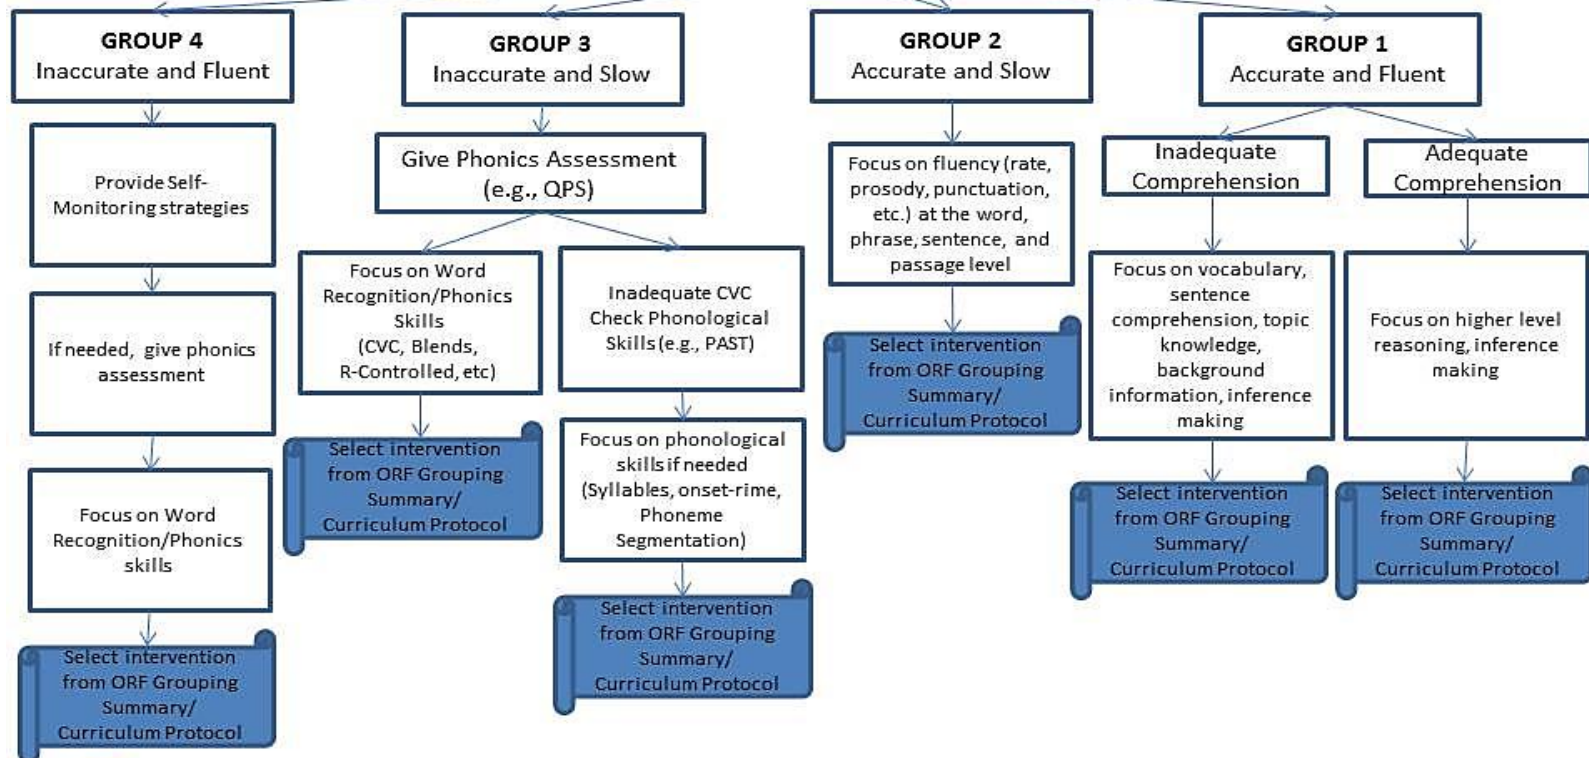 GROUP 4
Inaccurate and Fluent
Provide Self-
Monitoring strategies
If needed, give phonics
assessment
Focus on Word
Recognition/Phonics
skills
Select intervention
from ORF Grouping
Summary/
Curriculum Protocol
GROUP 3
Inaccurate and Slow
Give Phonics Assessment
(e.g., QPS)
Focus on Word
Recognition/Phonics
Skills
(CVC, Blends,
R-Controlled, etc)
Select intervention
from ORF Grouping
Summary/
Curriculum Protocol
Inadequate CVC
Check Phonological
Skills (e.g., PAST)
Focus on phonological
skills if needed
(Syllables, onset-rime,
Phoneme
Segmentation)
Select intervention
from ORF Grouping
Summary/
Curriculum Protocol
GROUP 2
Accurate and Slow
Focus on fluency (rate,
prosody, punctuation,
etc.) at the word,
phrase, sentence, and
passage level
Select intervention
from ORF Grouping
Summary/
Curriculum Protocol
GROUP 1
Accurate and Fluent
Inadequate
Comprehension
Focus on vocabulary,
sentence
comprehension, topic
knowledge,
background
information, inference
making
Select intervention
from ORF Grouping
Summary/
Curriculum Protocol
Adequate
Comprehension
Focus on higher level
reasoning, inference
making
Select intervention
from ORF Grouping
Summary/
Curriculum Protocol